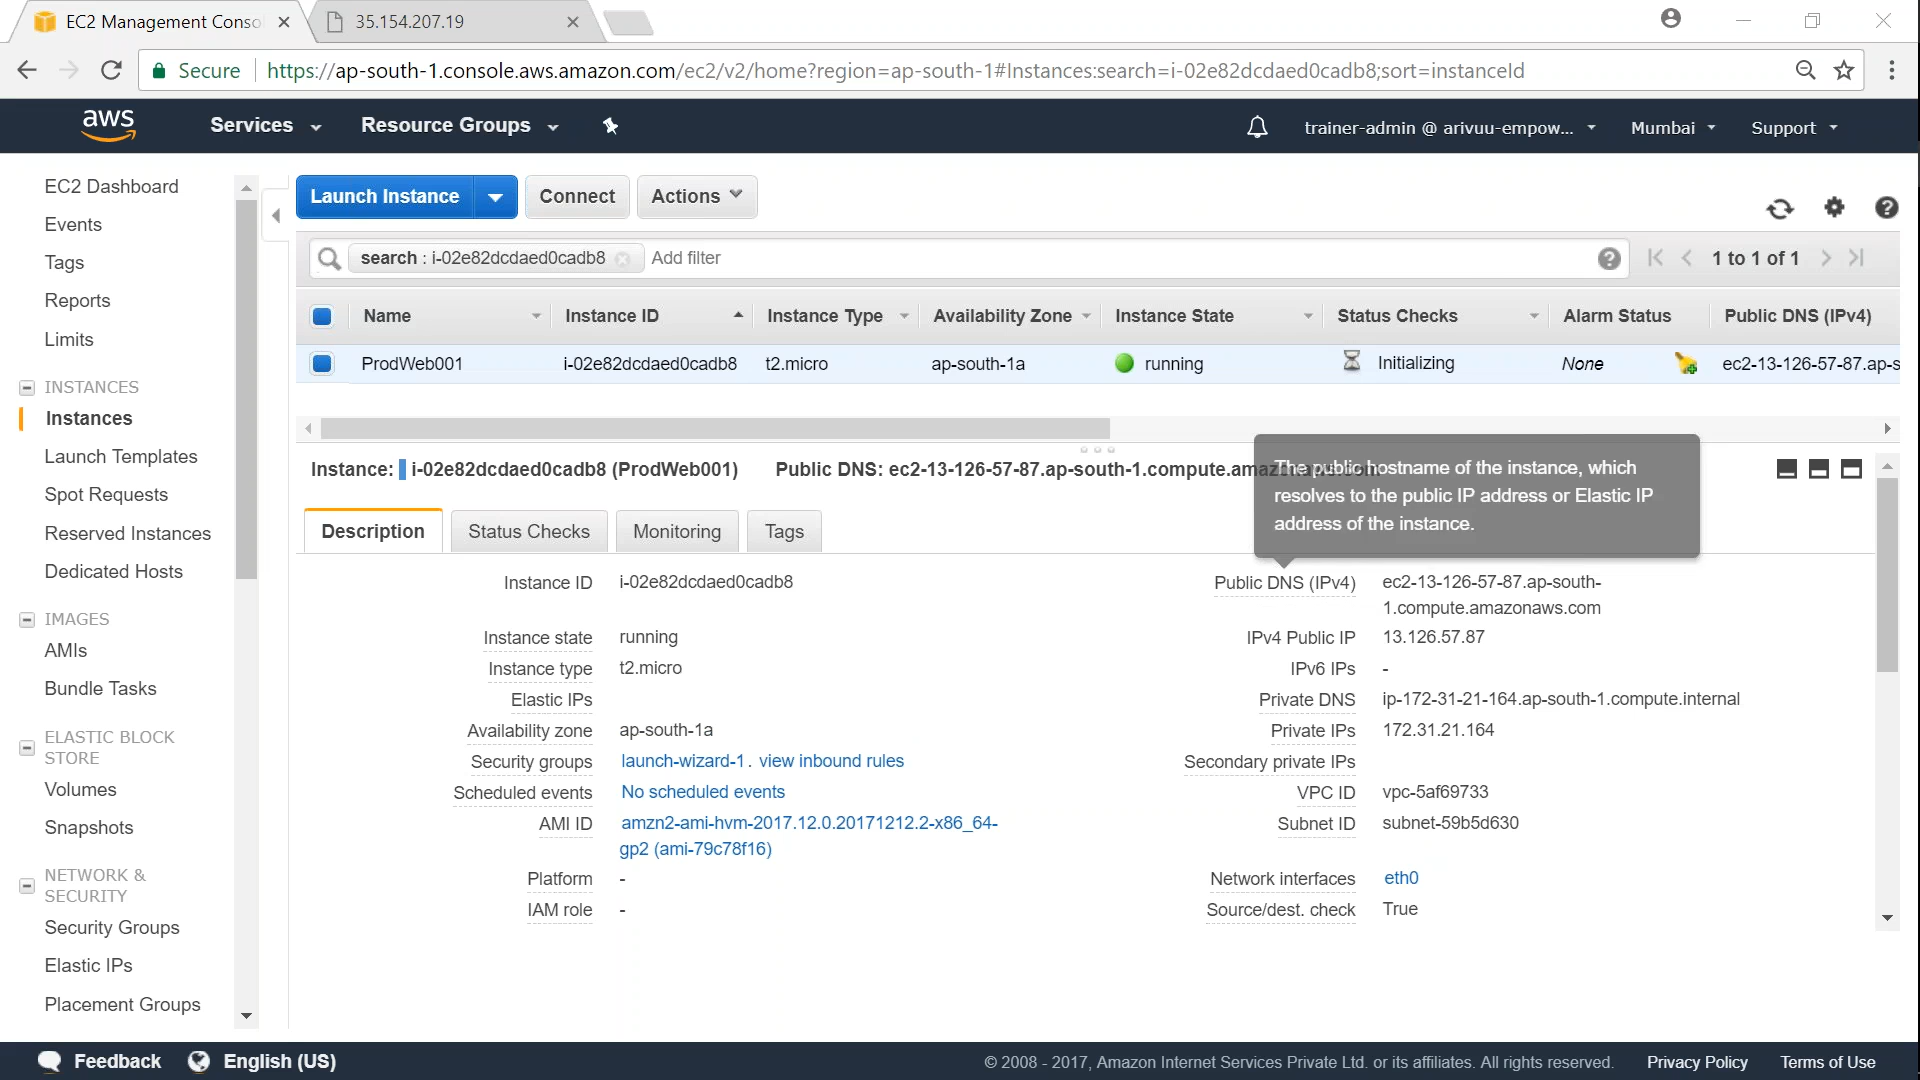 EC2 Management Conso
35.154.207.19
Secure
https://ap-south-1.console.aws.amazon.com/ec2/v2/home?region=ap-south-1#Instances:search=i-02e82dcdaed0cadb8;sort=instanceId
aws
Services
Resource Groups
trainer-admin @ arivuu-empow...
Mumbai
Support
EC2 Dashboard
Events
Tags
Reports
Limits
INSTANCES
Instances
Launch Templates
Spot Requests
Reserved Instances
Dedicated Hosts
IMAGES
AMIs
Bundle Tasks
ELASTIC BLOCK
STORE
Volumes
Snapshots
NETWORK &
SECURITY
Security Groups
Elastic IPs
Placement Groups
Launch Instance
Connect
Actions
search : i-02e82dcdaed0cadb8
Add filter
1 to 1 of 1
Name Instance ID Instance Type Availability Zone Instance State Status Checks Alarm Status Public DNS (IPv4)
ProdWeb001 i-02e82dcdaed0cadb8 t2.micro ap-south-1a running Initializing None ec2-13-126-57-87.ap-s
Instance: i-02e82dcdaed0cadb8 (ProdWeb001) Public DNS: ec2-13-126-57-87.ap-south-1.compute.am
The public hostname of the instance, which
resolves to the public IP address or Elastic IP
address of the instance.
Description
Status Checks
Monitoring
Tags
Instance ID i-02e82dcdaed0cadb8
Instance state running
Instance type t2.micro
Elastic IPs
Availability zone ap-south-1a
Security groups launch-wizard-1. view inbound rules
Scheduled events No scheduled events
AMI ID amzn2-ami-hvm-2017.12.0.20171212.2-x86_64-
gp2 (ami-79c78f16)
Platform -
IAM role -
Public DNS (IPv4) ec2-13-126-57-87.ap-south-
1.compute.amazonaws.com
IPv4 Public IP 13.126.57.87
IPv6 IPs -
Private DNS ip-172-31-21-164.ap-south-1.compute.internal
Private IPs 172.31.21.164
Secondary private IPs
VPC ID vpc-5af69733
Subnet ID subnet-59b5d630
Network interfaces eth0
Source/dest. check True
Feedback
English (US)
© 2008 - 2017, Amazon Internet Services Private Ltd. or its affiliates. All rights reserved.
Privacy Policy
Terms of Use